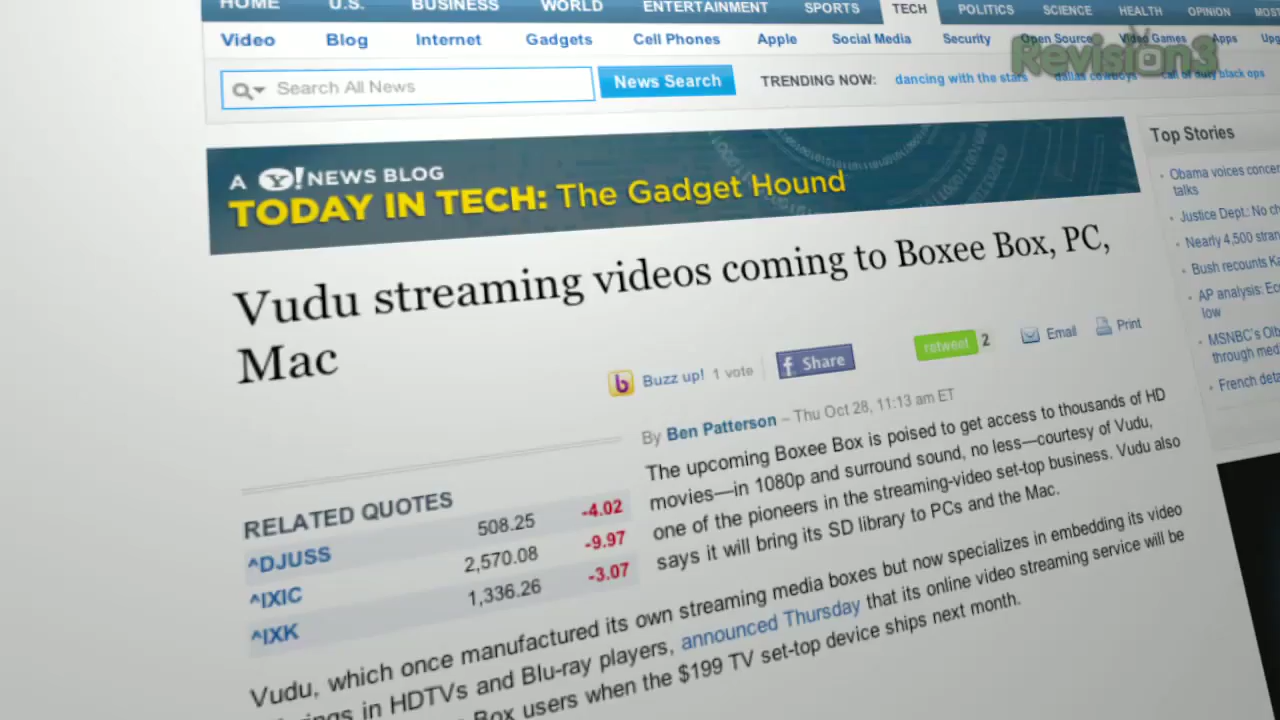 HOME U.S. BUSINESS WORLD ENTERTAINMENT SPORTS TECH POLITICS SCIENCE HEALTH OPINION MOST
Video Blog Internet Gadgets Cell Phones Apple Social Media Security Open Source Video Games Apps Upg
Revision3
Search All News News Search TRENDING NOW: dancing with the stars dallas cowboys call of duty black ops
A Y! NEWS BLOG
TODAY IN TECH: The Gadget Hound
Vudu streaming videos coming to Boxee Box, PC,
Mac
Buzz up! 1 vote Share retweet 2 Email Print
By Ben Patterson – Thu Oct 28, 11:13 am ET
The upcoming Boxee Box is poised to get access to thousands of HD
movies—in 1080p and surround sound, no less—courtesy of Vudu,
one of the pioneers in the streaming-video set-top business. Vudu also
says it will bring its SD library to PCs and the Mac.
RELATED QUOTES
^DJUSS 508.25 -4.02
^IXIC 2,570.08 -9.97
^IXK 1,336.26 -3.07
Vudu, which once manufactured its own streaming media boxes but now specializes in embedding its video
in HDTVs and Blu-ray players, announced Thursday that its online video streaming service will be
Box users when the $199 TV set-top device ships next month.
Top Stories
Obama voices concer
talks
Justice Dept.: No ch
Nearly 4,500 stran
Bush recounts Ka
AP analysis: Ec
low
MSNBC's Olb
through med
French deta